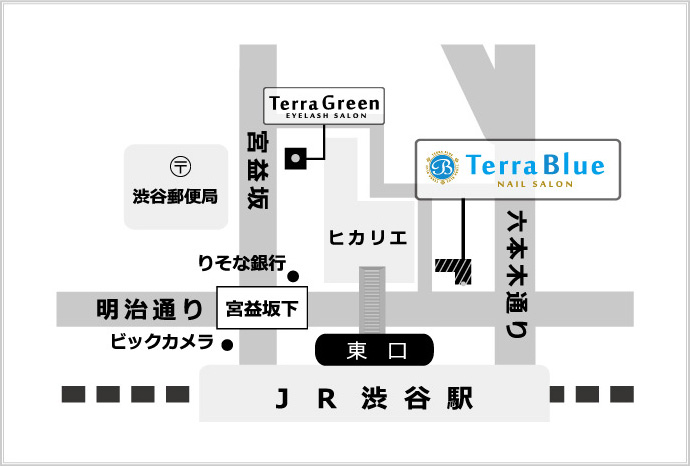 Terra Green
EYELASH SALON
宮益坂
〒
渋谷郵便局
Terra Blue
NAIL SALON
ヒカリエ
六本木通り
りそな銀行
明治通り
宮益坂下
ビックカメラ
東口
JR渋谷駅